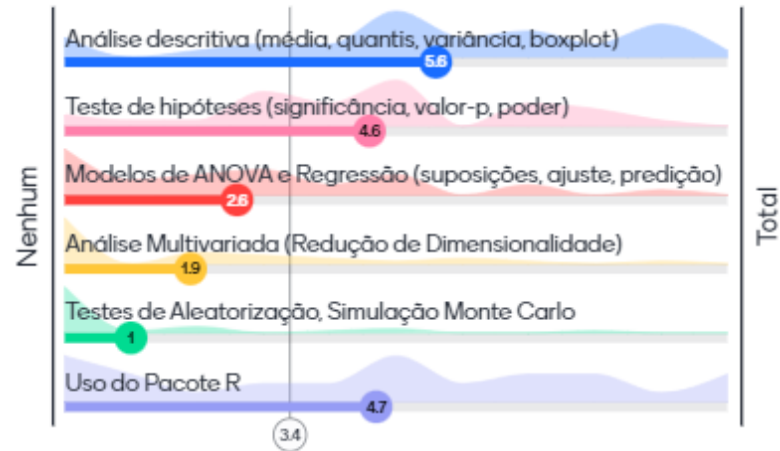 Análise descritiva (média, quantis, variância, boxplot)
5.6
Teste de hipóteses (significância, valor-p, poder)
4.6
Modelos de ANOVA e Regressão (suposições, ajuste, predição)
2.6
Análise Multivariada (Redução de Dimensionalidade)
1.9
Testes de Aleatorização, Simulação Monte Carlo
1
Uso do Pacote R
4.7
3.4
Nenhum
Total